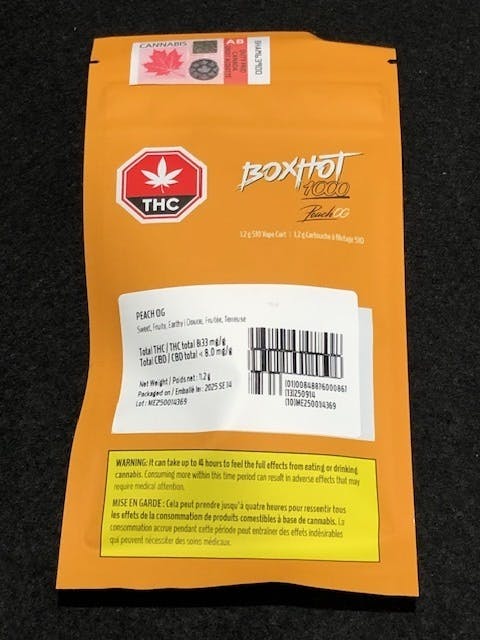 CANNABIS
AB
THC
BOXHOT
1000
Peach OG
1.2 g 510 Vape Cart | 1.2 g Cartouche à filetage 510
PEACH OG
Sweet, Fruity, Earthy | Douce, Fruitée, Terreuse
Total THC / THC total 833 mg/g
Total CBD / CBD total < 8.0 mg/g
Net Weight / Poids net: 1.2 g
Packaged on / Emballé le: 2025 SE 14
Lot: ME250014369
(13)250914
(10)ME250014369
WARNING: It can take up to 4 hours to feel the full effects from eating or drinking
cannabis. Consuming more within this time period can result in adverse effects that may
require medical attention.
MISE EN GARDE : Cela peut prendre jusqu'à quatre heures pour ressentir tous
les effets de la consommation de produits comestibles à base de cannabis. La
consommation accrue pendant cette période peut entraîner des effets indésirables
qui peuvent nécessiter des soins médicaux.